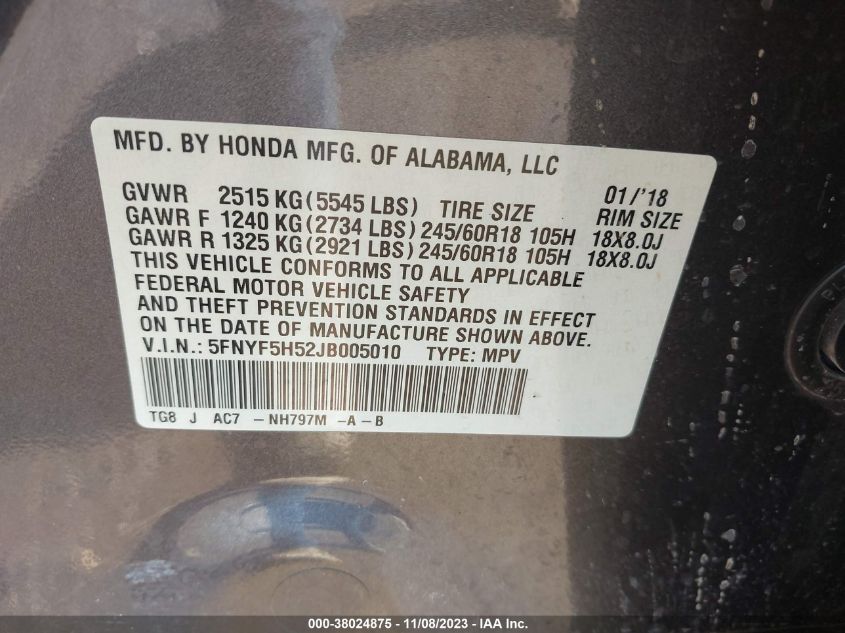 MFD. BY HONDA MFG. OF ALABAMA, LLC
GVWR 2515 KG (5545 LBS) TIRE SIZE 01/'18 RIM SIZE
GAWR F 1240 KG (2734 LBS) 245/60R18 105H 18X8.0J
GAWR R 1325 KG (2921 LBS) 245/60R18 105H 18X8.0J
THIS VEHICLE CONFORMS TO ALL APPLICABLE
FEDERAL MOTOR VEHICLE SAFETY
AND THEFT PREVENTION STANDARDS IN EFFECT
ON THE DATE OF MANUFACTURE SHOWN ABOVE.
V.I.N.: 5FNYF5H52JB005010 TYPE: MPV
TG8 J AC7 -NH797M -A-B
000-38024875 - 11/08/2023 - IAA Inc.